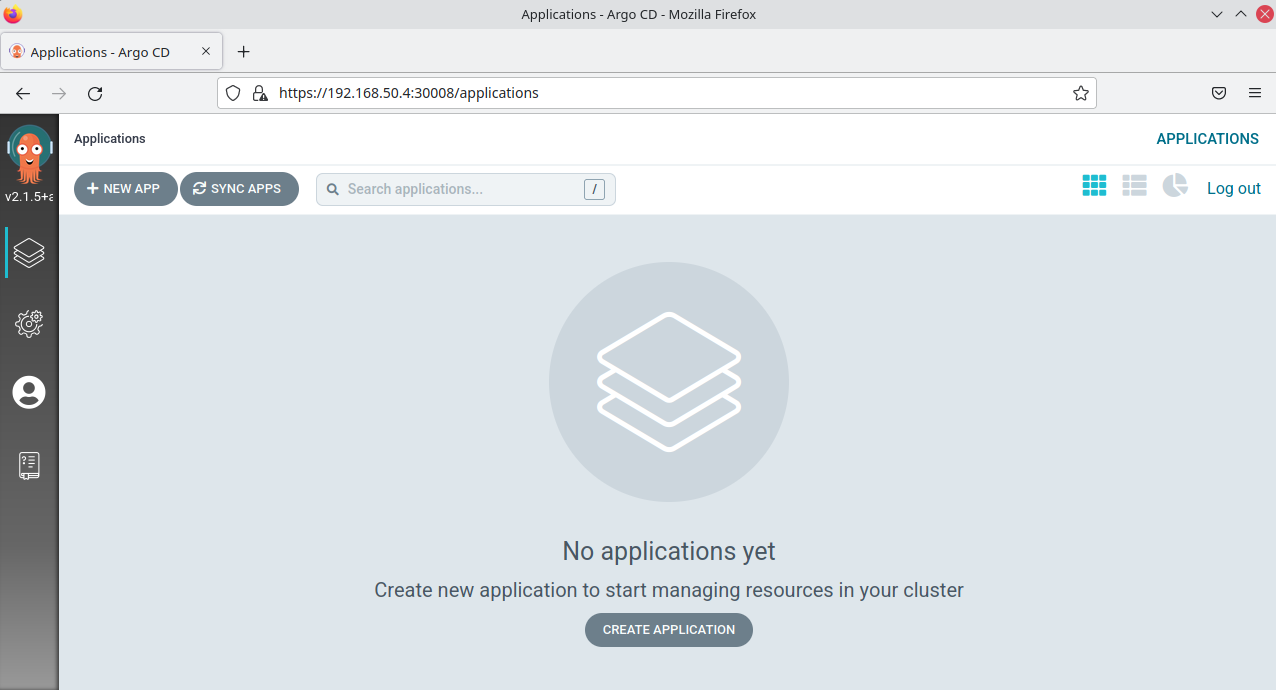 Applications - Argo CD - Mozilla Firefox
Applications - Argo CD
https://192.168.50.4:30008/applications
Applications
APPLICATIONS
v2.1.5+a
NEW APP
SYNC APPS
Search applications...
/
Log out
No applications yet
Create new application to start managing resources in your cluster
CREATE APPLICATION